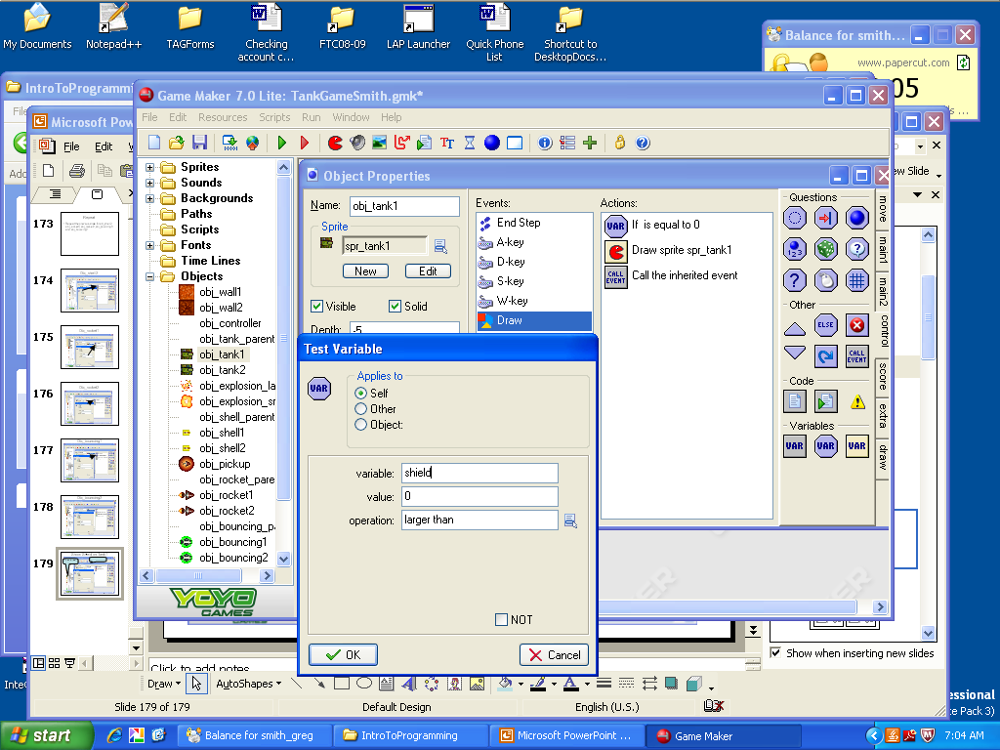 My Documents
Notepad++
TAGForms
Checking account c...
FTC08-09
LAP Launcher
Quick Phone List
Shortcut to DesktopDocs...
Balance for smith...
www.papercut.com
05
IntroToProgrammi
Microsoft Pow
File
Edit
Game Maker 7.0 Lite: TankGameSmith.gmk*
File Edit Resources Scripts Run Window Help
ew Slide
Add
Sprites
Sounds
Backgrounds
Paths
Scripts
Fonts
Time Lines
Objects
obj_wall1
obj_wall2
obj_controller
obj_tank_parent
obj_tank1
obj_tank2
obj_explosion_la
obj_explosion_sm
obj_shell_parent
obj_shell1
obj_shell2
obj_pickup
obj_rocket_pare
obj_rocket1
obj_rocket2
obj_bouncing_pa
obj_bouncing1
obj_bouncing2
YOYO GAMES
173
174
175
176
177
178
179
Object Properties
Name: obj_tank1
Sprite
spr_tank1
New
Edit
Visible
Solid
Depth: -5
Events:
End Step
A-key
D-key
S-key
W-key
Draw
Actions:
VAR If is equal to 0
Draw sprite spr_tank1
CALL EVENT Call the inherited event
Questions
Other
ELSE
CALL EVENT
Code
Variables
VAR VAR VAR
move
main1
main2
control
score
extra
draw
Test Variable
VAR
Applies to
Self
Other
Object:
variable: shield
value: 0
operation: larger than
NOT
OK
Cancel
Click to add notes
Show when inserting new slides
Draw
AutoShapes
Slide 179 of 179
Default Design
English (U.S.)
Inte
essional
ce Pack 3)
start
Balance for smith_greg
IntroToProgramming
Microsoft PowerPoint ...
Game Maker
7:04 AM